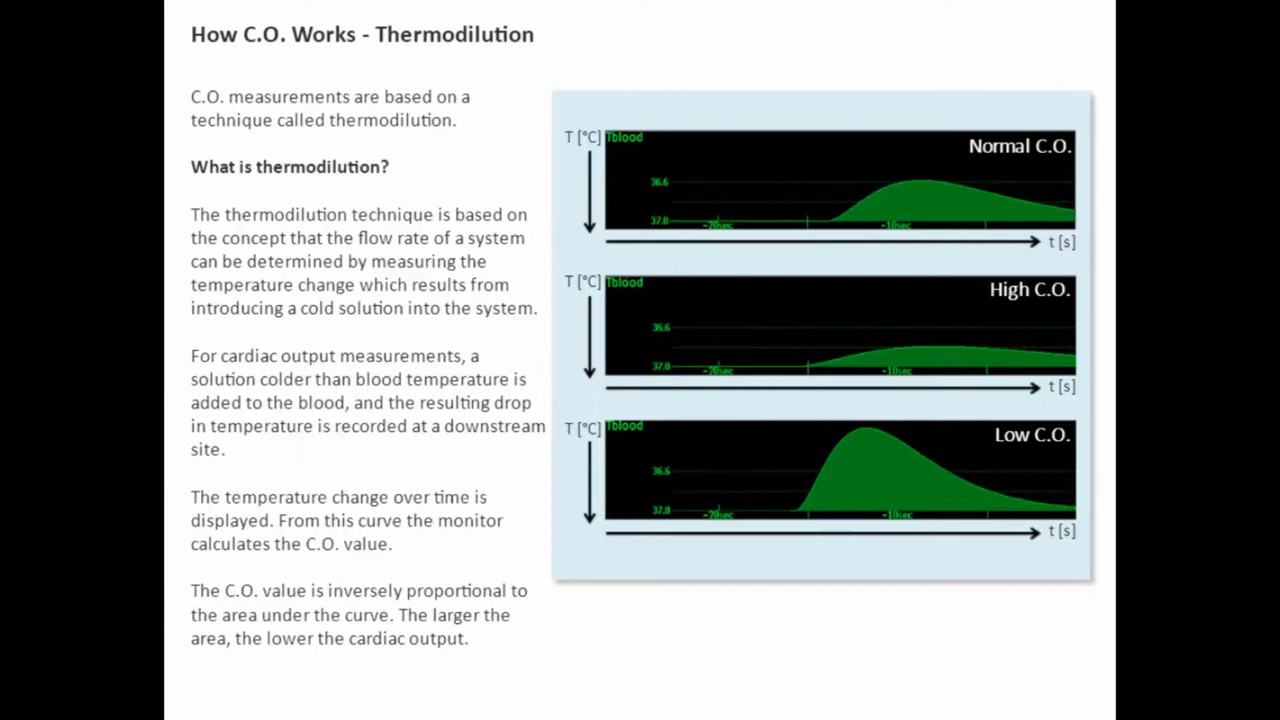 How C.O. Works - Thermodilution
C.O. measurements are based on a
technique called thermodilution.
What is thermodilution?
The thermodilution technique is based on
the concept that the flow rate of a system
can be determined by measuring the
temperature change which results from
introducing a cold solution into the system.
For cardiac output measurements, a
solution colder than blood temperature is
added to the blood, and the resulting drop
in temperature is recorded at a downstream
site.
The temperature change over time is
displayed. From this curve the monitor
calculates the C.O. value.
The C.O. value is inversely proportional to
the area under the curve. The larger the
area, the lower the cardiac output.
T [°C] Tblood
Normal C.O.
36.6
37.0
-20sec -10sec
t [s]
T [°C] Tblood
High C.O.
36.6
37.0
-20sec -10sec
t [s]
T [°C] Tblood
Low C.O.
36.6
37.0
-20sec -10sec
t [s]